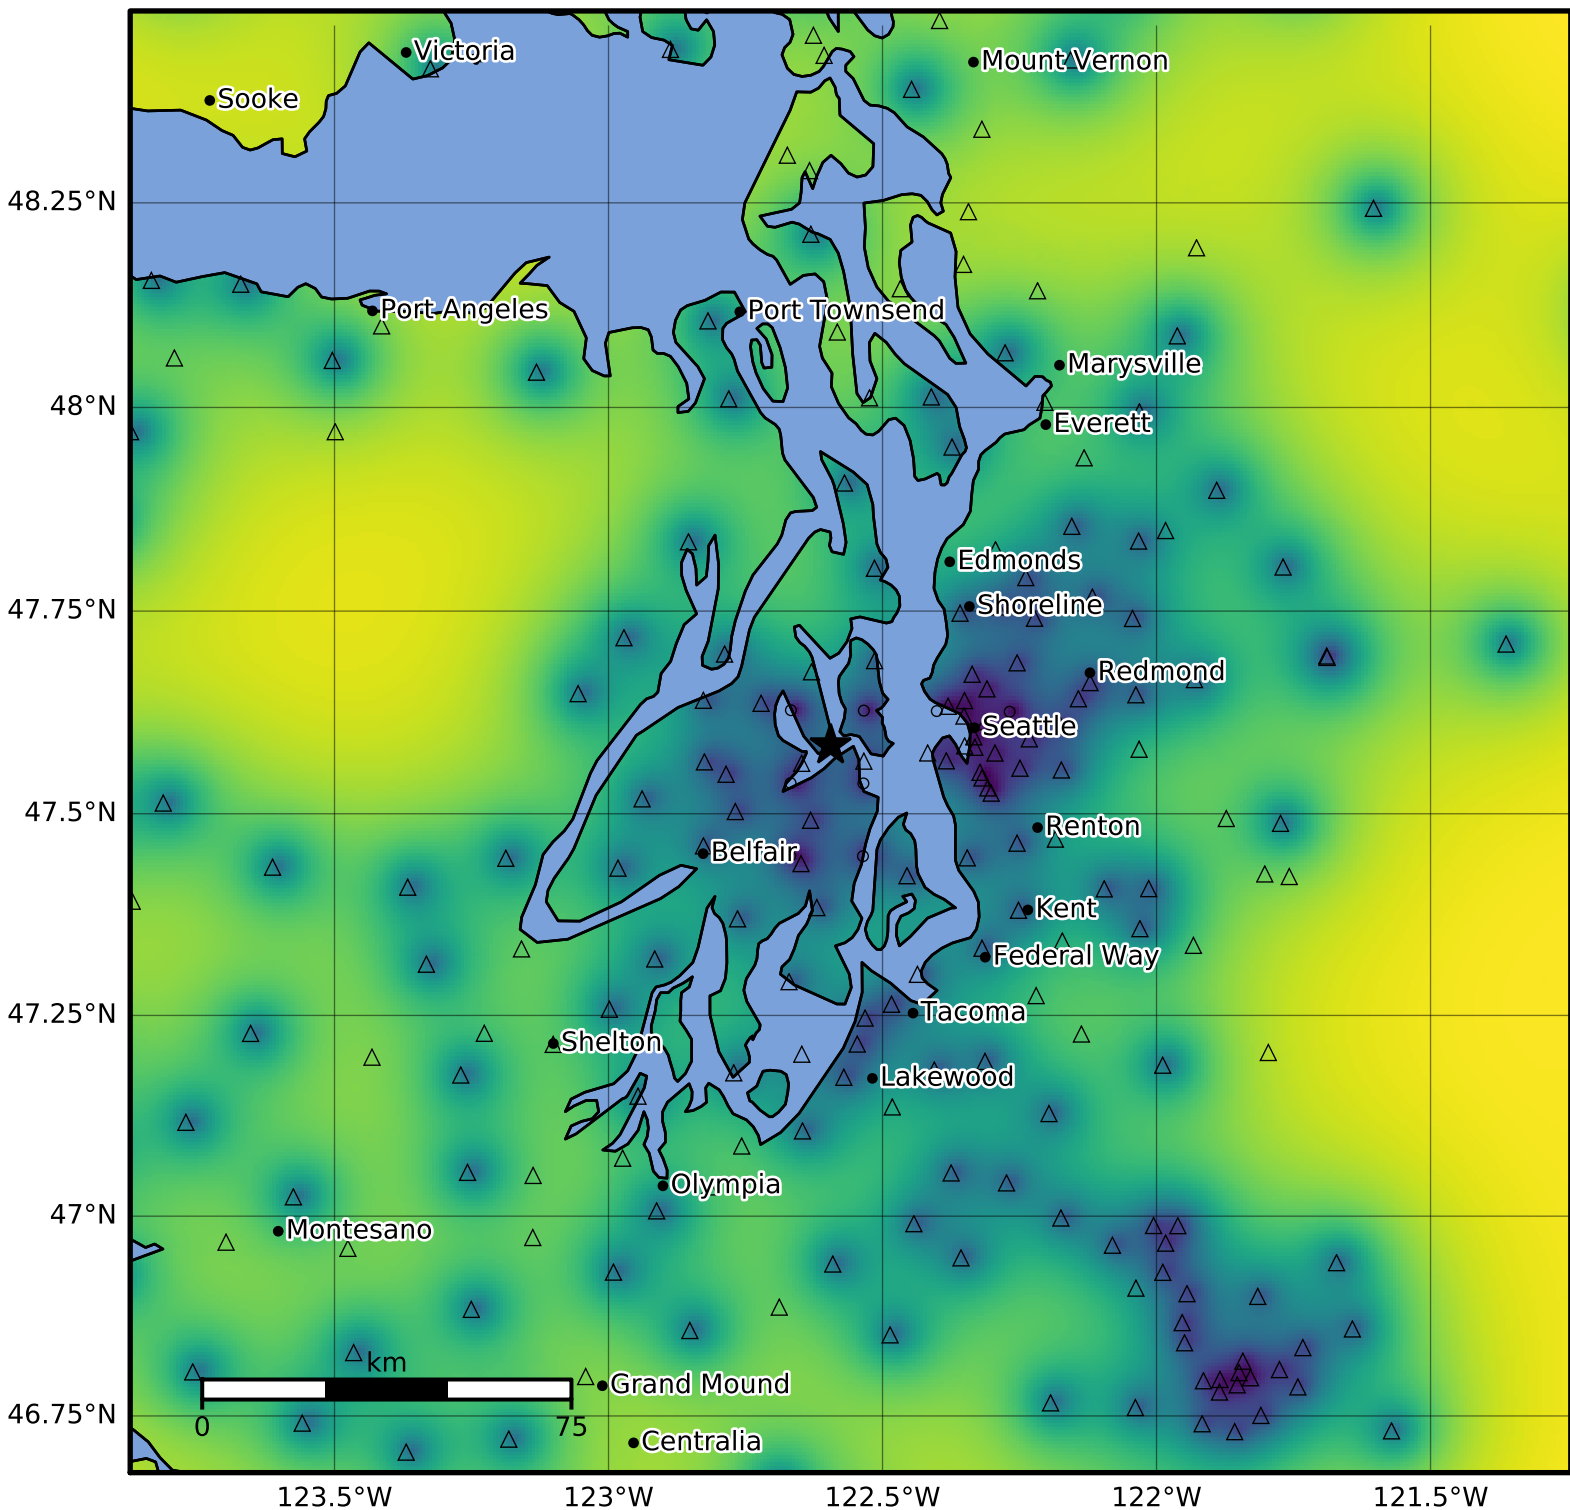 Victoria
Mount Vernon
Sooke
48.25°N
Port Angeles
Port Townsend
Marysville
48°N
Everett
Edmonds
47.75°N
Shoreline
Redmond
Seattle
47.5°N
Renton
Belfair
Kent
Federal Way
47.25°N
Tacoma
Shelton
Lakewood
Olympia
47°N
Montesano
km
Grand Mound
0
75
46.75°N
Centralia
123.5°W
123°W
122.5°W
122°W
121.5°W